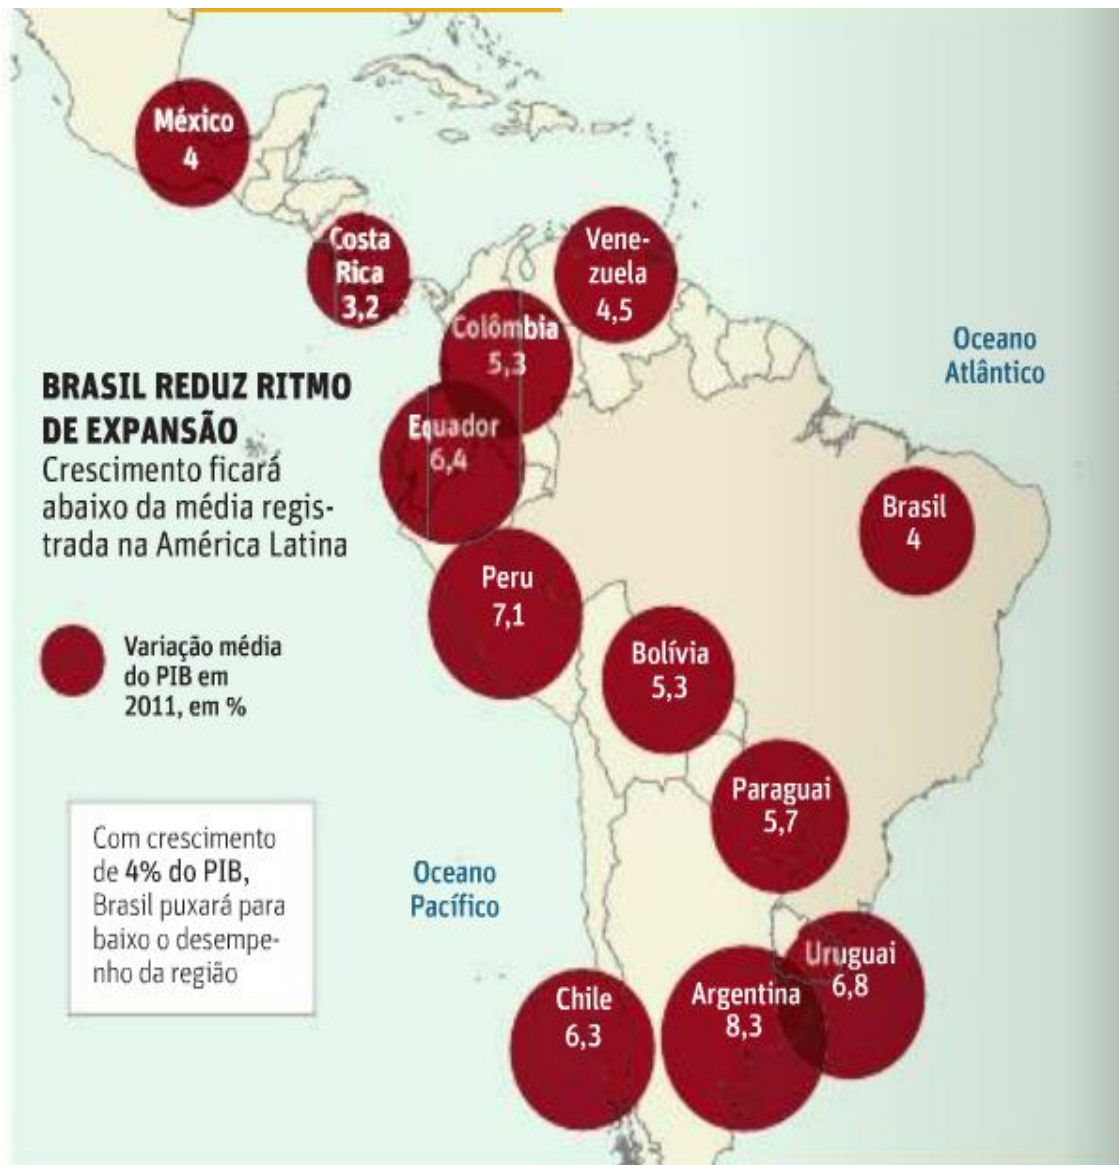 México
4
Costa
Rica
3,2
Vene-
zuela
4,5
Colômbia
5,3
Equador
6,4
Oceano
Atlântico
BRASIL REDUZ RITMO
DE EXPANSÃO
Crescimento ficará
abaixo da média regis-
trada na América Latina
Brasil
4
Peru
7,1
Variação média
do PIB em
2011, em %
Bolívia
5,3
Paraguai
5,7
Com crescimento
de 4% do PIB,
Brasil puxará para
baixo o desempe-
nho da região
Oceano
Pacífico
Uruguai
6,8
Chile
6,3
Argentina
8,3